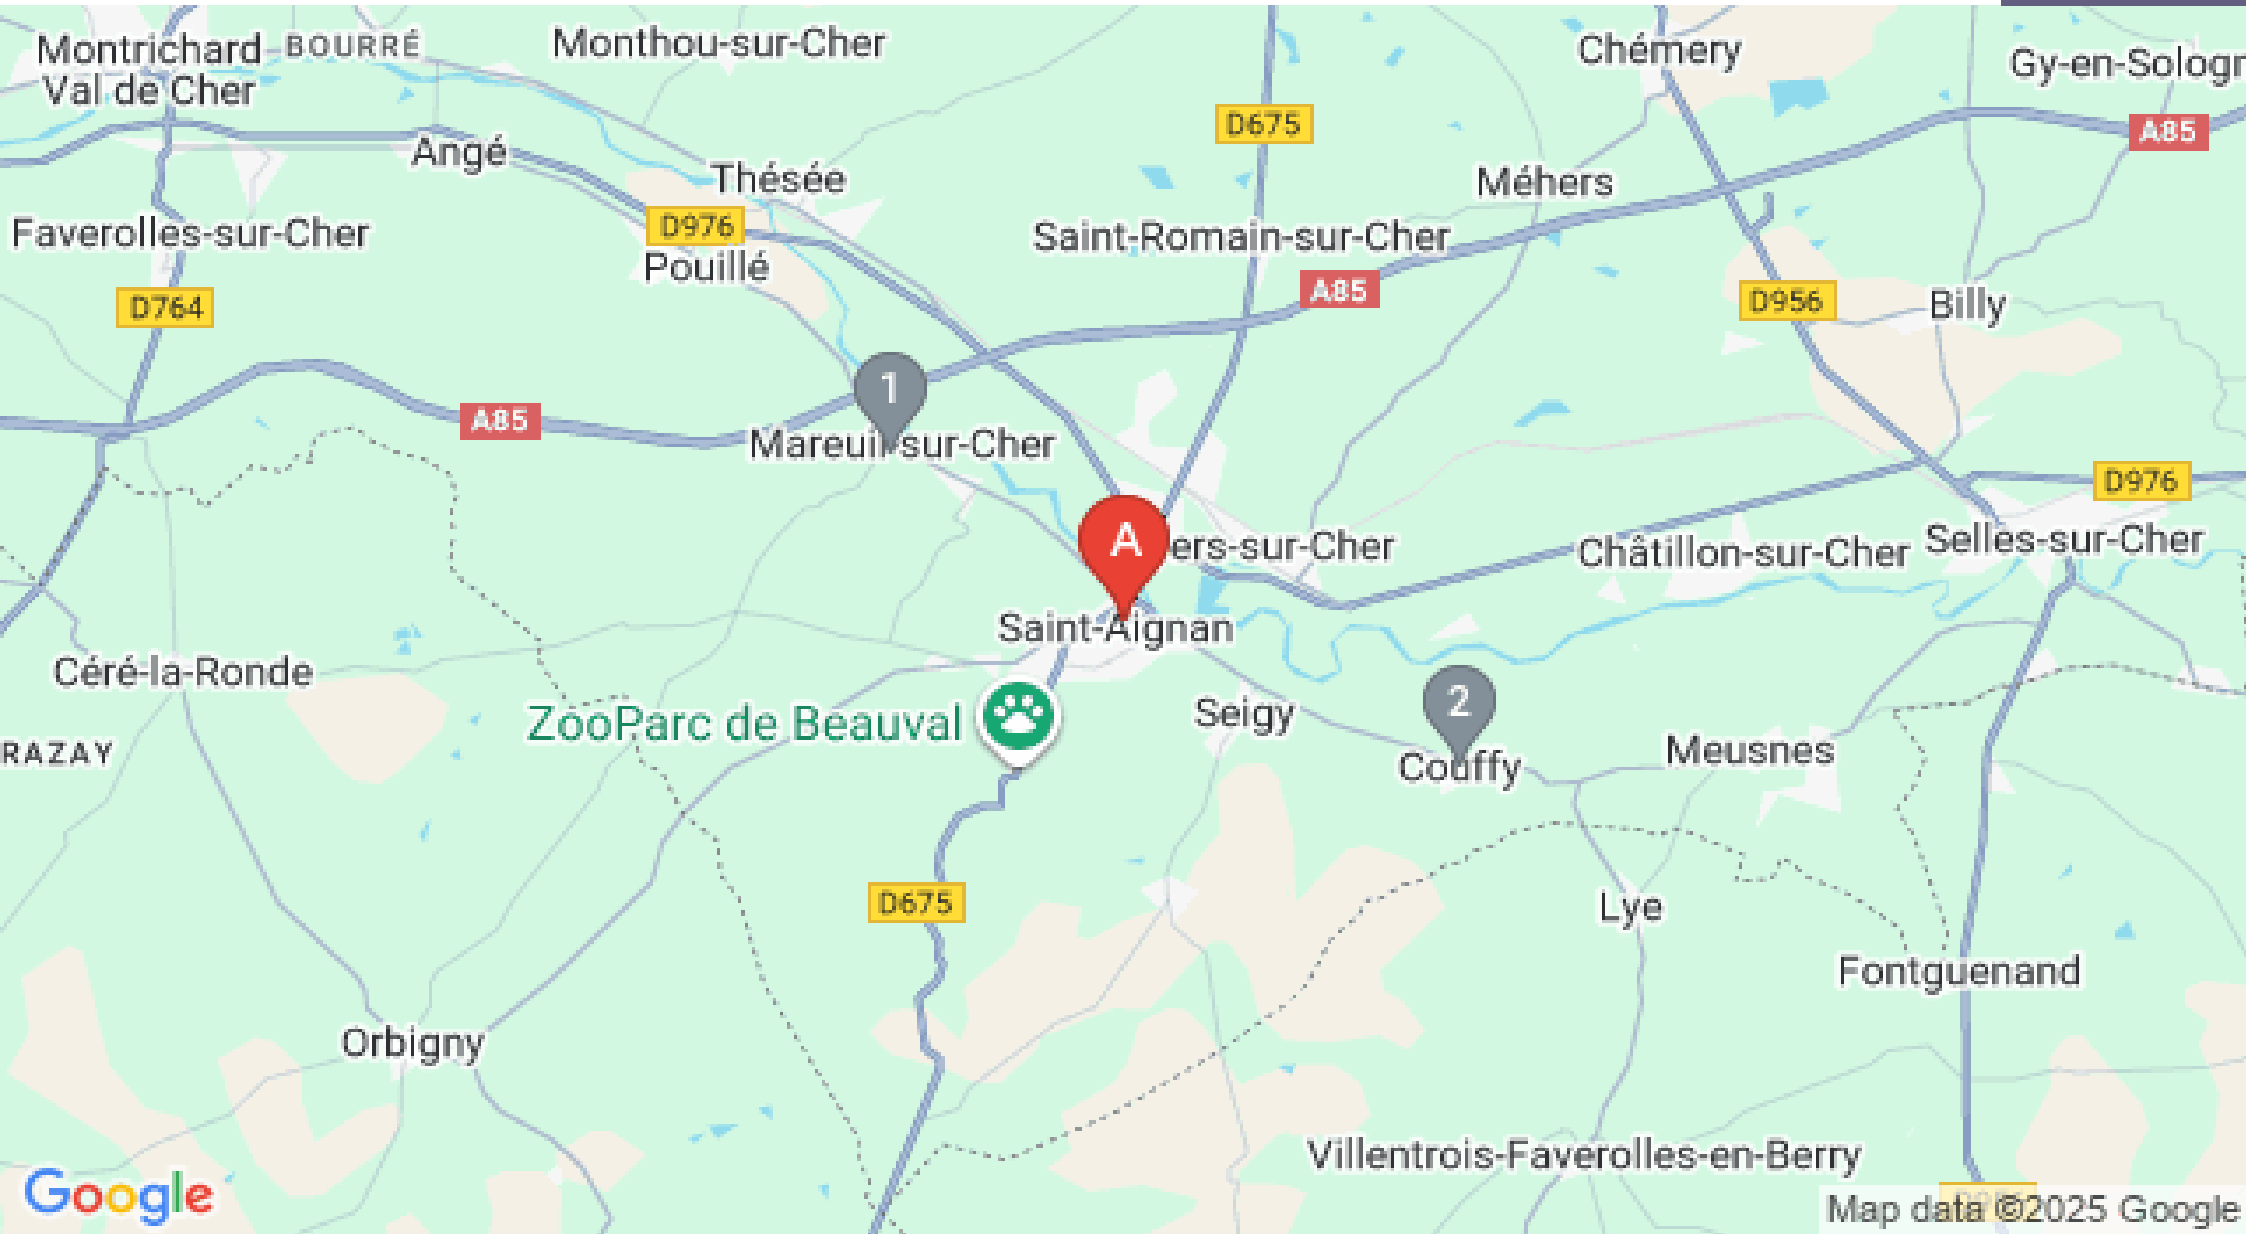 Montrichard
Val de Cher
BOURRÉ
Monthou-sur-Cher
Chémery
Gy-en-Sologn
D675
A85
Angé
Thésée
Méhers
Faverolles-sur-Cher
D976
Saint-Romain-sur-Cher
Pouillé
A85
D764
D956
Billy
1
A85
Mareuil-sur-Cher
D976
A
ers-sur-Cher
Châtillon-sur-Cher
Selles-sur-Cher
Saint-Aignan
Céré-la-Ronde
ZooParc de Beauval
Seigy
2
RAZAY
Couffy
Meusnes
D675
Lye
Fontguenand
Orbigny
Villentrois-Faverolles-en-Berry
Google
Map data ©2025 Google